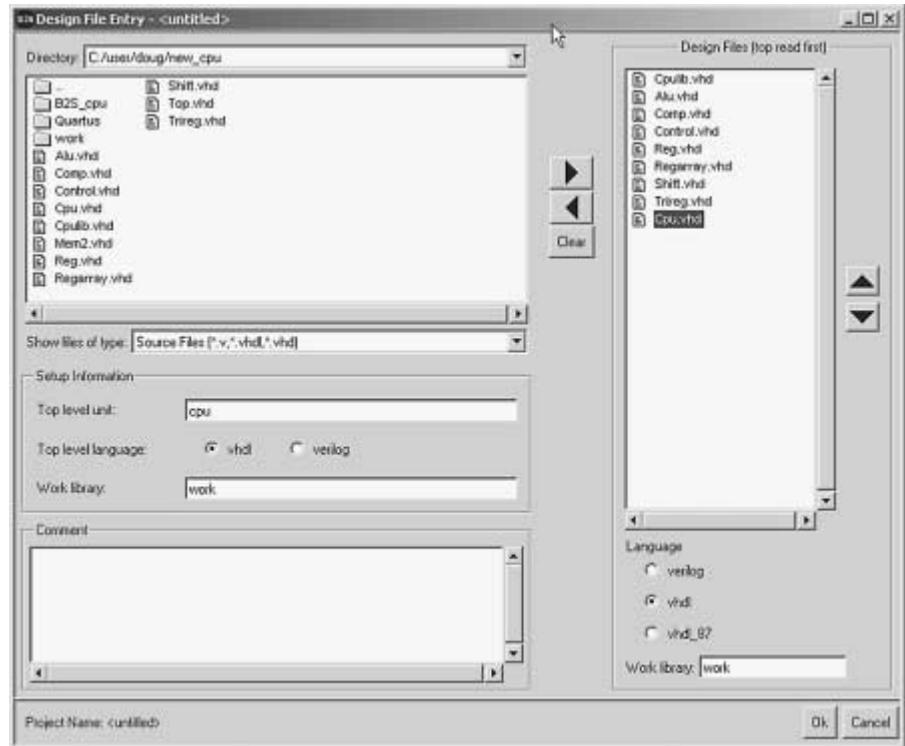 Design File Entry - <untitled>
Directory: C:/user/doug/new_cpu
..
B2S_cpu
Quartus
work
Alu.vhd
Comp.vhd
Control.vhd
Cpu.vhd
Cpulib.vhd
Mem2.vhd
Reg.vhd
Regarray.vhd
Shift.vhd
Top.vhd
Trireg.vhd
Show files of type: Source Files (*.v,*.vhdl,*.vhd)
Setup Information
Top level unit: cpu
Top level language: vhdl verilog
Work library: work
Comment
Clear
Design Files (top read first)
Cpulib.vhd
Alu.vhd
Comp.vhd
Control.vhd
Reg.vhd
Regarray.vhd
Shift.vhd
Trireg.vhd
Cpu.vhd
Language
verilog
vhdl
vhdl_87
Work library: work
Project Name: <untitled>
Ok Cancel